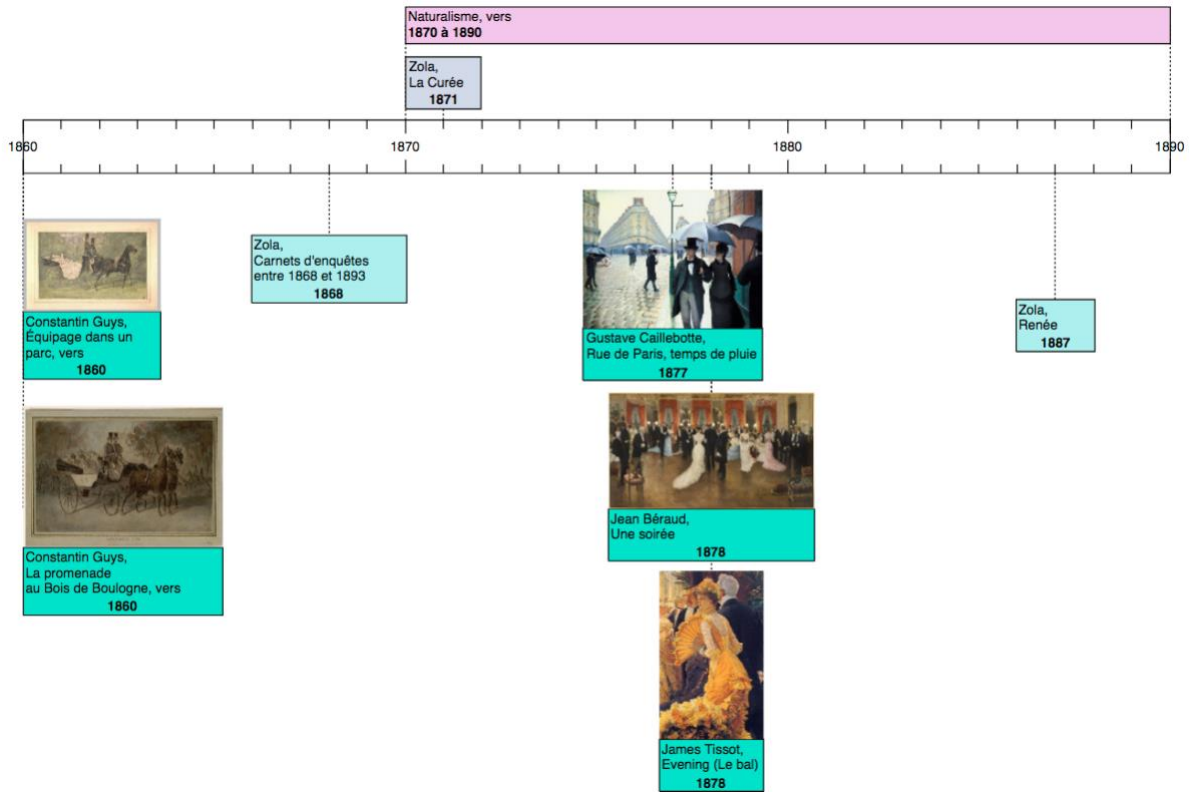 Naturalisme, vers
1870 à 1890
Zola,
La Curée
1871
1860
1870
1880
1890
Constantin Guys,
Équipage dans un
parc, vers
1860
Zola,
Carnets d'enquêtes
entre 1868 et 1893
1868
Gustave Caillebotte,
Rue de Paris, temps de pluie
1877
Zola,
Renée
1887
Constantin Guys,
La promenade
au Bois de Boulogne, vers
1860
Jean Béraud,
Une soirée
1878
James Tissot,
Evening (Le bal)
1878